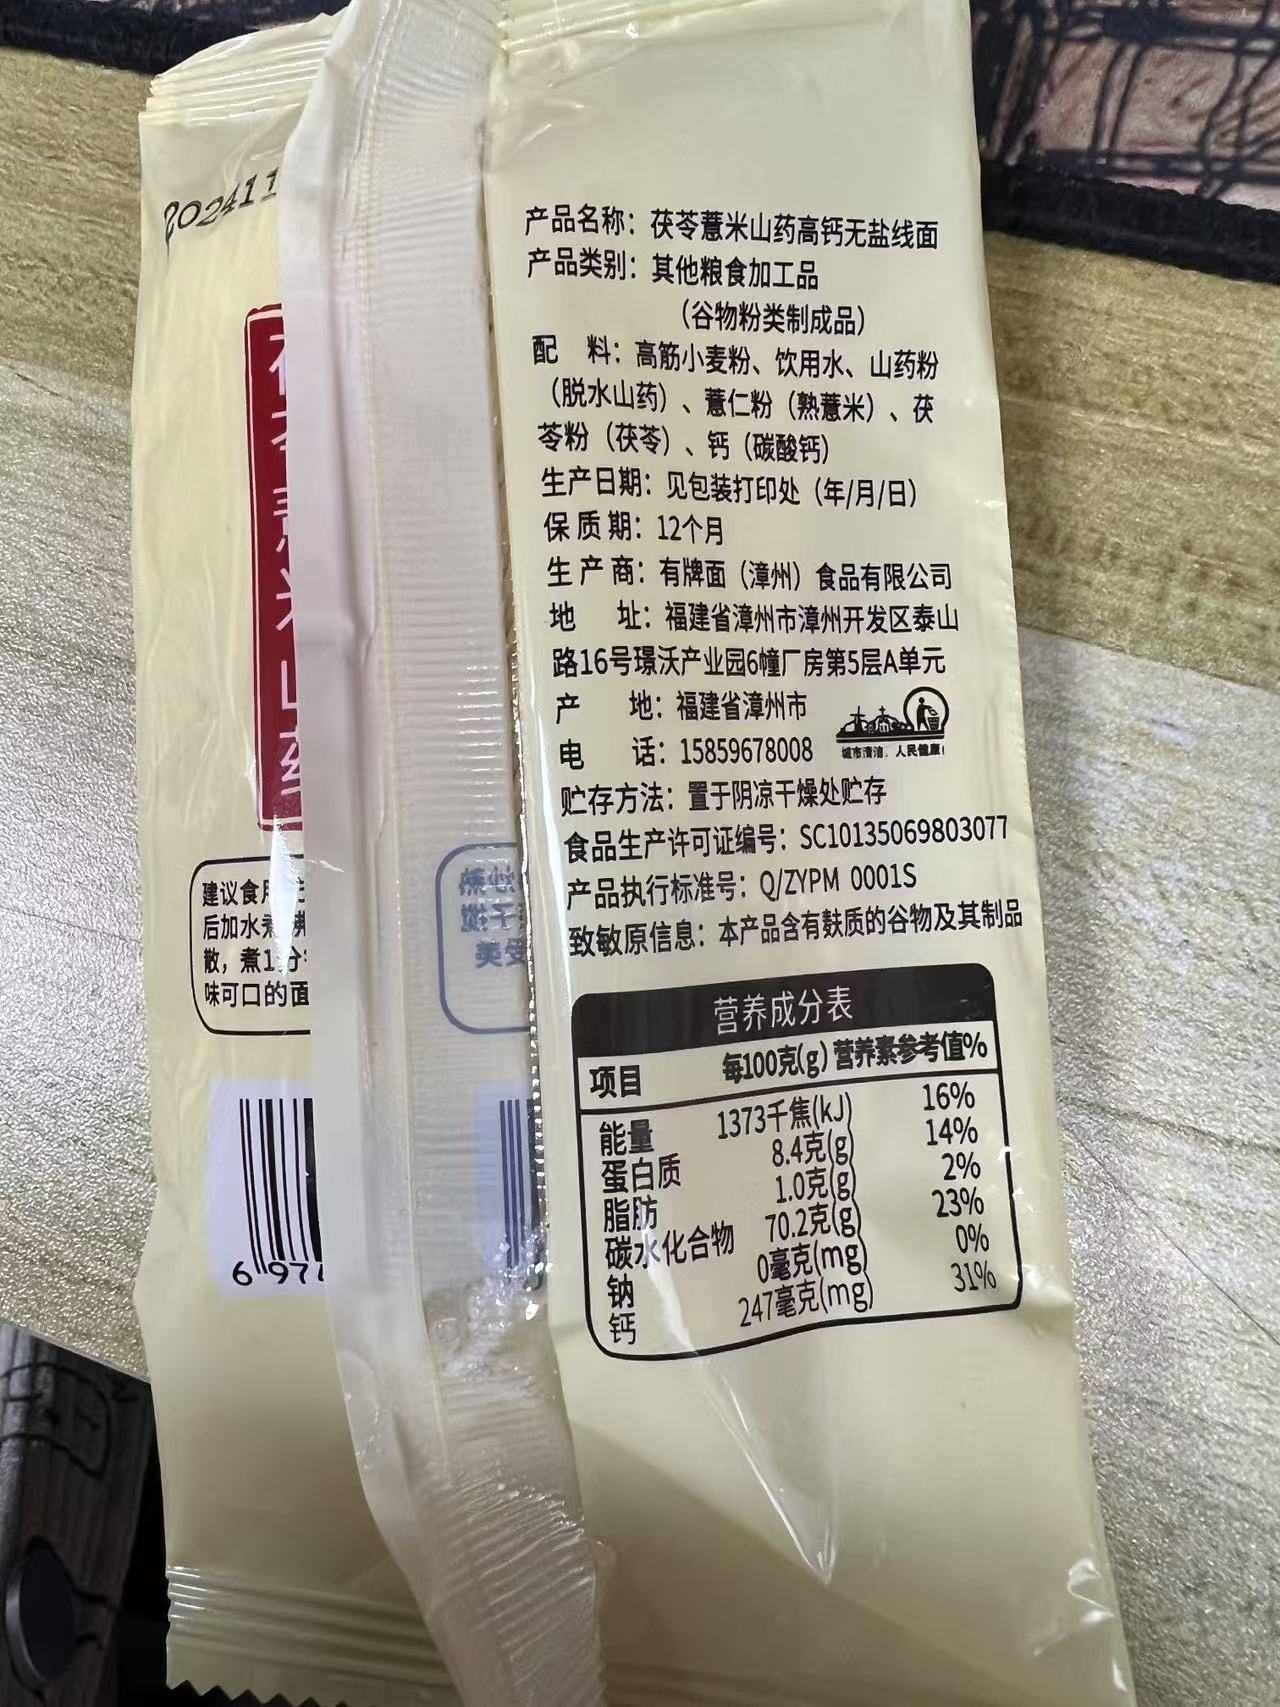 202411
建议食用
后加水煮沸
散，煮1分
味可口的面
6 971
产品名称：茯苓薏米山药高钙无盐线面
产品类别：其他粮食加工品
（谷物粉类制成品）
配 料：高筋小麦粉、饮用水、山药粉
（脱水山药）、薏仁粉（熟薏米）、茯
苓粉（茯苓）、钙（碳酸钙）
生产日期：见包装打印处（年/月/日）
保质期：12个月
生产商：有牌面（漳州）食品有限公司
地 址：福建省漳州市漳州开发区泰山
路16号璟沃产业园6幢厂房第5层A单元
产 地：福建省漳州市
电 话：15859678008
城市清洁．人民健康
贮存方法：置于阴凉干燥处贮存
食品生产许可证编号：SC10135069803077
产品执行标准号：Q/ZYPM 0001S
致敏原信息：本产品含有麸质的谷物及其制品
营养成分表
项目 每100克(g) 营养素参考值%
能量 1373千焦(kJ) 16%
蛋白质 8.4克(g) 14%
脂肪 1.0克(g) 2%
碳水化合物 70.2克(g) 23%
钠 0毫克(mg) 0%
钙 247毫克(mg) 31%